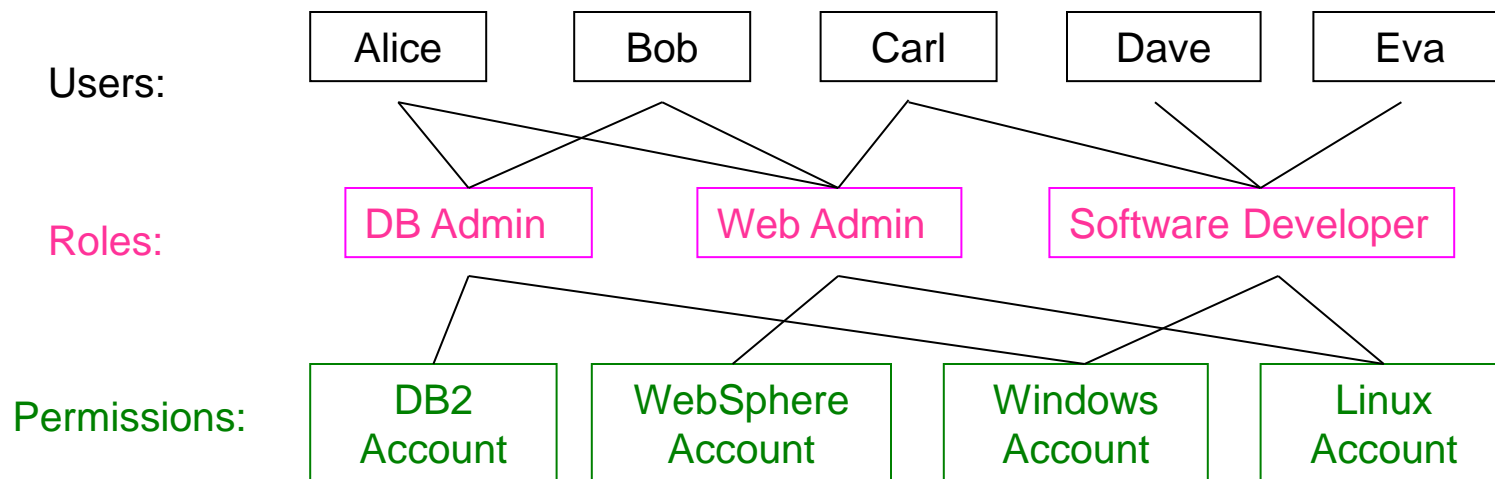 Users:
Alice
Bob
Carl
Dave
Eva
Roles:
DB Admin
Web Admin
Software Developer
Permissions:
DB2
Account
WebSphere
Account
Windows
Account
Linux
Account